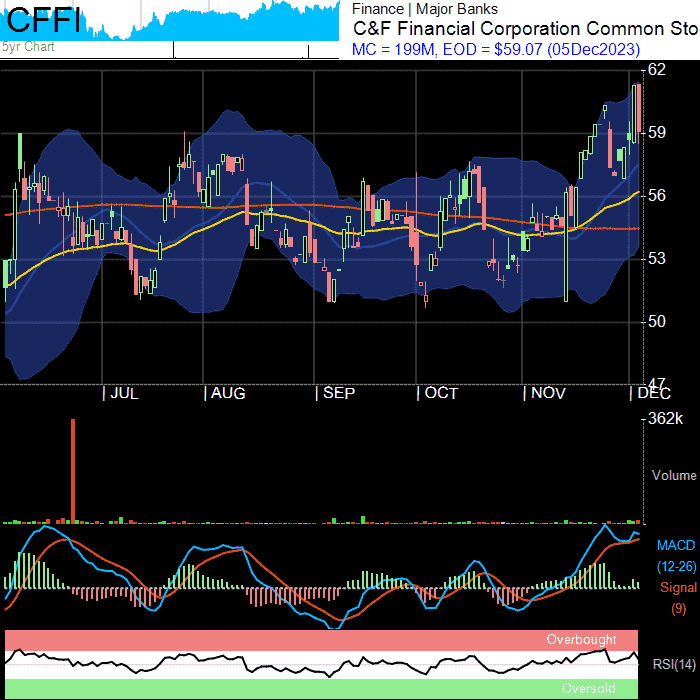 CFFI
5yr Chart
Finance | Major Banks
C&F Financial Corporation Common Sto
MC = 199M, EOD = $59.07 (05Dec2023)
62
59
56
53
50
47
| JUL | AUG | SEP | OCT | NOV | DEC
362k
Volume
MACD
(12-26)
Signal
(9)
Overbought
RSI(14)
Oversold